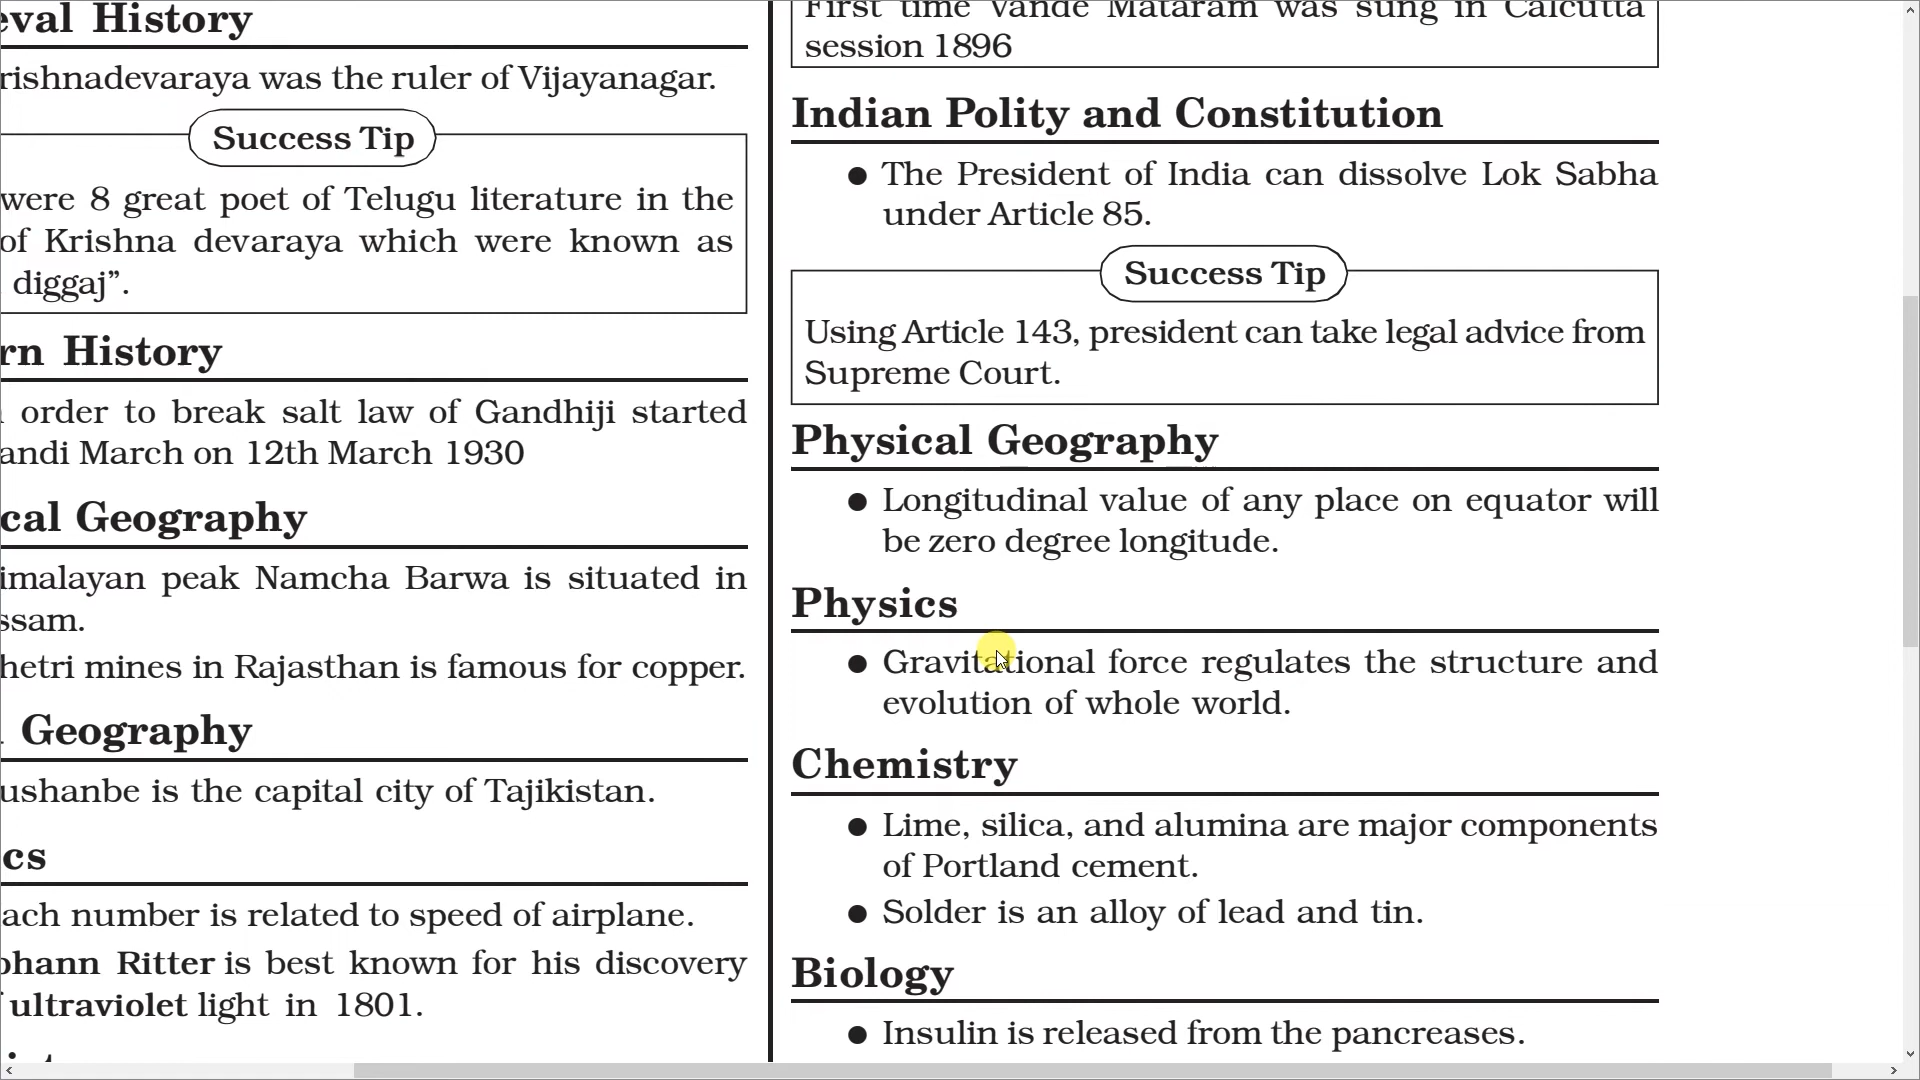 eval History
rishnadevaraya was the ruler of Vijayanagar.
Success Tip
were 8 great poet of Telugu literature in the
of Krishna devaraya which were known as
diggaj”.
rn History
order to break salt law of Gandhiji started
andi March on 12th March 1930
cal Geography
imalayan peak Namcha Barwa is situated in
ssam.
hetri mines in Rajasthan is famous for copper.
Geography
ushanbe is the capital city of Tajikistan.
cs
ach number is related to speed of airplane.
ohann Ritter is best known for his discovery
ultraviolet light in 1801.
First time Vande Mataram was sung in Calcutta
session 1896
Indian Polity and Constitution
● The President of India can dissolve Lok Sabha
under Article 85.
Success Tip
Using Article 143, president can take legal advice from
Supreme Court.
Physical Geography
● Longitudinal value of any place on equator will
be zero degree longitude.
Physics
● Gravitational force regulates the structure and
evolution of whole world.
Chemistry
● Lime, silica, and alumina are major components
of Portland cement.
● Solder is an alloy of lead and tin.
Biology
● Insulin is released from the pancreases.